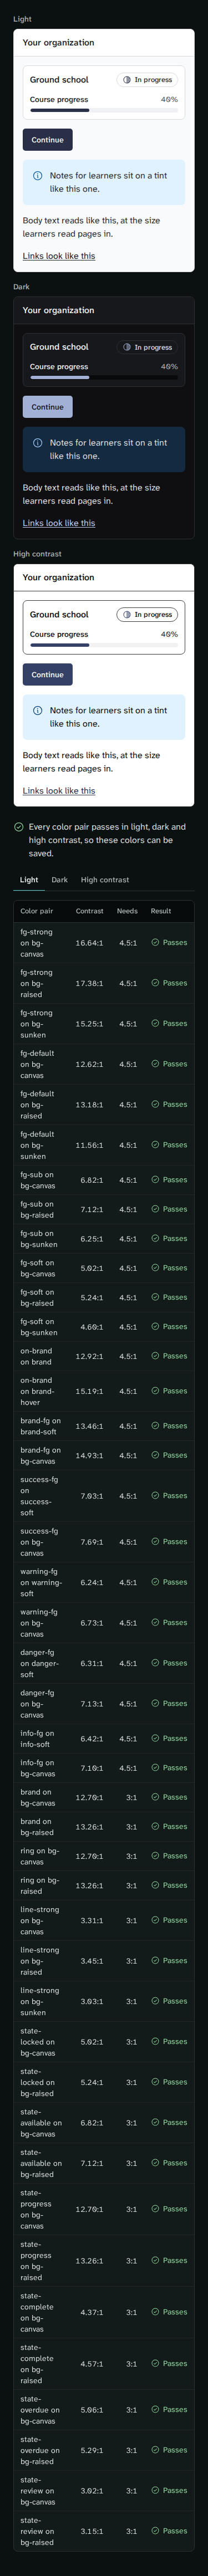 Light
Your organization
Ground school
In progress
Course progress
40%
Continue
Notes for learners sit on a tint
like this one.
Body text reads like this, at the size
learners read pages in.
Links look like this
Dark
Your organization
Ground school
In progress
Course progress
40%
Continue
Notes for learners sit on a tint
like this one.
Body text reads like this, at the size
learners read pages in.
Links look like this
High contrast
Your organization
Ground school
In progress
Course progress
40%
Continue
Notes for learners sit on a tint
like this one.
Body text reads like this, at the size
learners read pages in.
Links look like this
Every color pair passes in light, dark and
high contrast, so these colors can be
saved.
Light Dark High contrast
Color pair Contrast Needs Result
fg-strong
on bg-
canvas
16.64:1 4.5:1 Passes
fg-strong
on bg-
raised
17.38:1 4.5:1 Passes
fg-strong
on bg-
sunken
15.25:1 4.5:1 Passes
fg-default
on bg-
canvas
12.62:1 4.5:1 Passes
fg-default
on bg-
raised
13.18:1 4.5:1 Passes
fg-default
on bg-
sunken
11.56:1 4.5:1 Passes
fg-sub on
bg-canvas
6.82:1 4.5:1 Passes
fg-sub on
bg-raised
7.12:1 4.5:1 Passes
fg-sub on
bg-sunken
6.25:1 4.5:1 Passes
fg-soft on
bg-canvas
5.02:1 4.5:1 Passes
fg-soft on
bg-raised
5.24:1 4.5:1 Passes
fg-soft on
bg-sunken
4.60:1 4.5:1 Passes
on-brand
on brand
12.92:1 4.5:1 Passes
on-brand
on brand-
hover
15.19:1 4.5:1 Passes
brand-fg on
brand-soft
13.46:1 4.5:1 Passes
brand-fg on
bg-canvas
14.93:1 4.5:1 Passes
success-fg
on
success-
soft
7.03:1 4.5:1 Passes
success-fg
on bg-
canvas
7.69:1 4.5:1 Passes
warning-fg
on warning-
soft
6.24:1 4.5:1 Passes
warning-fg
on bg-
canvas
6.73:1 4.5:1 Passes
danger-fg
on danger-
soft
6.31:1 4.5:1 Passes
danger-fg
on bg-
canvas
7.13:1 4.5:1 Passes
info-fg on
info-soft
6.42:1 4.5:1 Passes
info-fg on
bg-canvas
7.10:1 4.5:1 Passes
brand on
bg-canvas
12.70:1 3:1 Passes
brand on
bg-raised
13.26:1 3:1 Passes
ring on bg-
canvas
12.70:1 3:1 Passes
ring on bg-
raised
13.26:1 3:1 Passes
line-strong
on bg-
canvas
3.31:1 3:1 Passes
line-strong
on bg-
raised
3.45:1 3:1 Passes
line-strong
on bg-
sunken
3.03:1 3:1 Passes
state-
locked on
bg-canvas
5.02:1 3:1 Passes
state-
locked on
bg-raised
5.24:1 3:1 Passes
state-
available on
bg-canvas
6.82:1 3:1 Passes
state-
available on
bg-raised
7.12:1 3:1 Passes
state-
progress
on bg-
canvas
12.70:1 3:1 Passes
state-
progress
on bg-
raised
13.26:1 3:1 Passes
state-
complete
on bg-
canvas
4.37:1 3:1 Passes
state-
complete
on bg-
raised
4.57:1 3:1 Passes
state-
overdue on
bg-canvas
5.06:1 3:1 Passes
state-
overdue on
bg-raised
5.29:1 3:1 Passes
state-
review on
bg-canvas
3.02:1 3:1 Passes
state-
review on
bg-raised
3.15:1 3:1 Passes